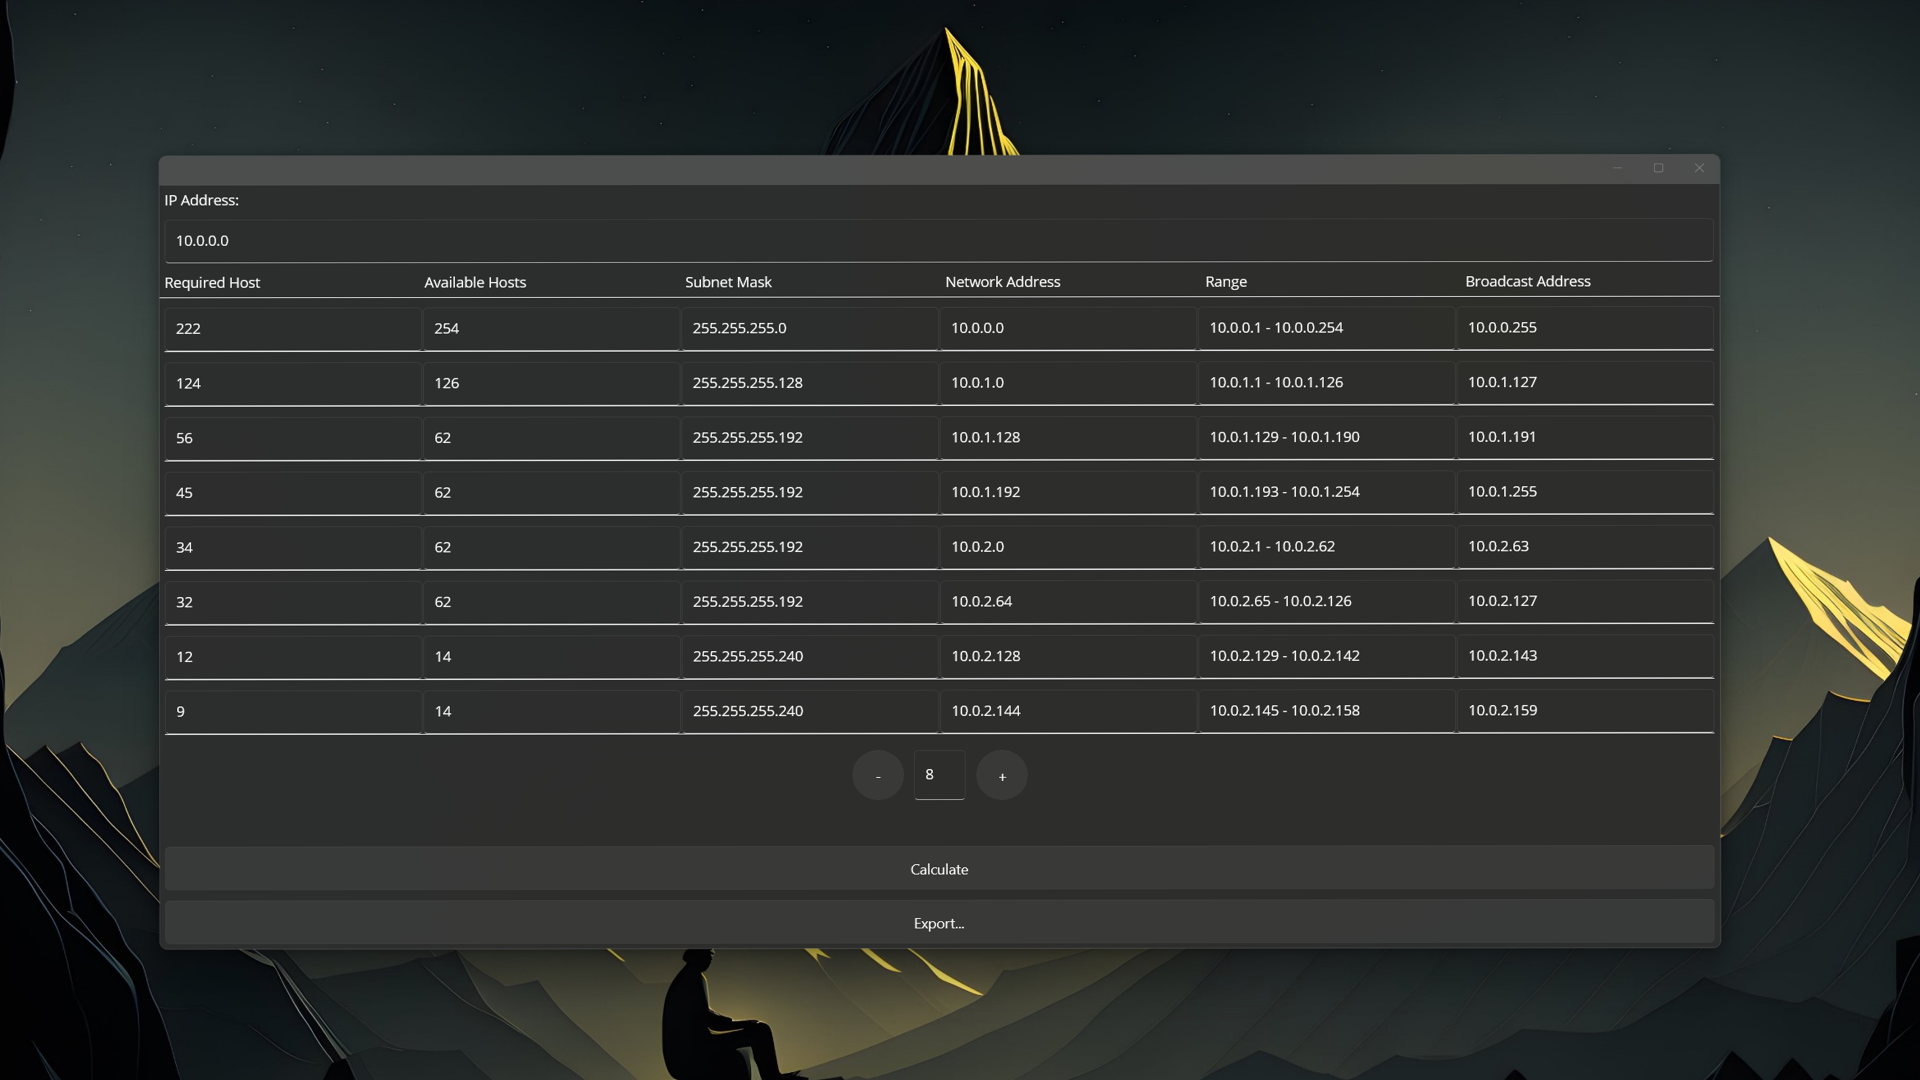 IP Address:
10.0.0.0
Required Host Available Hosts Subnet Mask Network Address Range Broadcast Address
222 254 255.255.255.0 10.0.0.0 10.0.0.1 - 10.0.0.254 10.0.0.255
124 126 255.255.255.128 10.0.1.0 10.0.1.1 - 10.0.1.126 10.0.1.127
56 62 255.255.255.192 10.0.1.128 10.0.1.129 - 10.0.1.190 10.0.1.191
45 62 255.255.255.192 10.0.1.192 10.0.1.193 - 10.0.1.254 10.0.1.255
34 62 255.255.255.192 10.0.2.0 10.0.2.1 - 10.0.2.62 10.0.2.63
32 62 255.255.255.192 10.0.2.64 10.0.2.65 - 10.0.2.126 10.0.2.127
12 14 255.255.255.240 10.0.2.128 10.0.2.129 - 10.0.2.142 10.0.2.143
9 14 255.255.255.240 10.0.2.144 10.0.2.145 - 10.0.2.158 10.0.2.159
- 8 +
Calculate
Export...